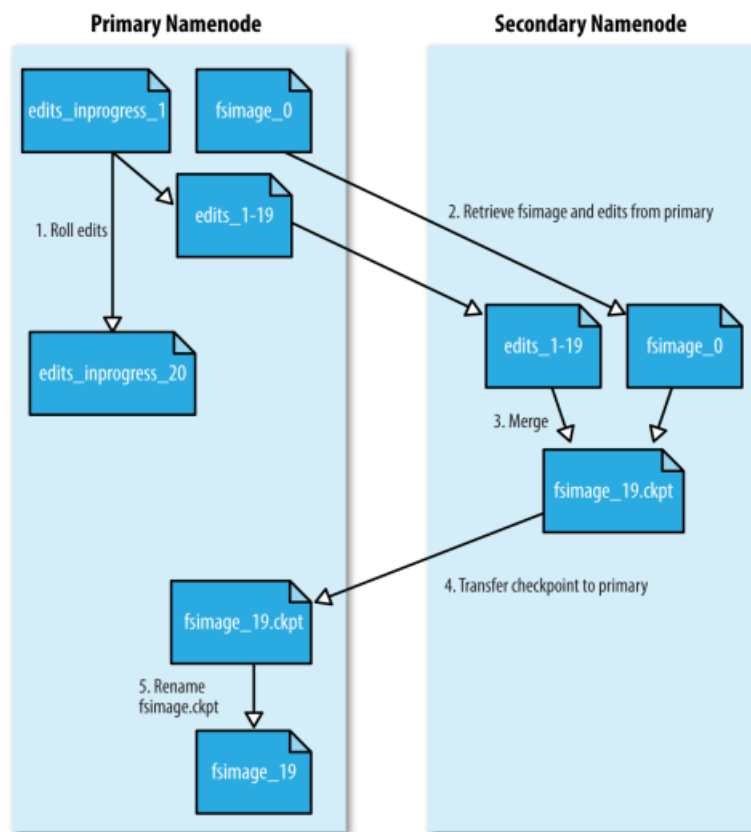 Primary Namenode
Secondary Namenode
edits_inprogress_1
fsimage_0
edits_1-19
1. Roll edits
2. Retrieve fsimage and edits from primary
edits_inprogress_20
edits_1-19
fsimage_0
3. Merge
fsimage_19.ckpt
4. Transfer checkpoint to primary
fsimage_19.ckpt
5. Rename
fsimage.ckpt
fsimage_19